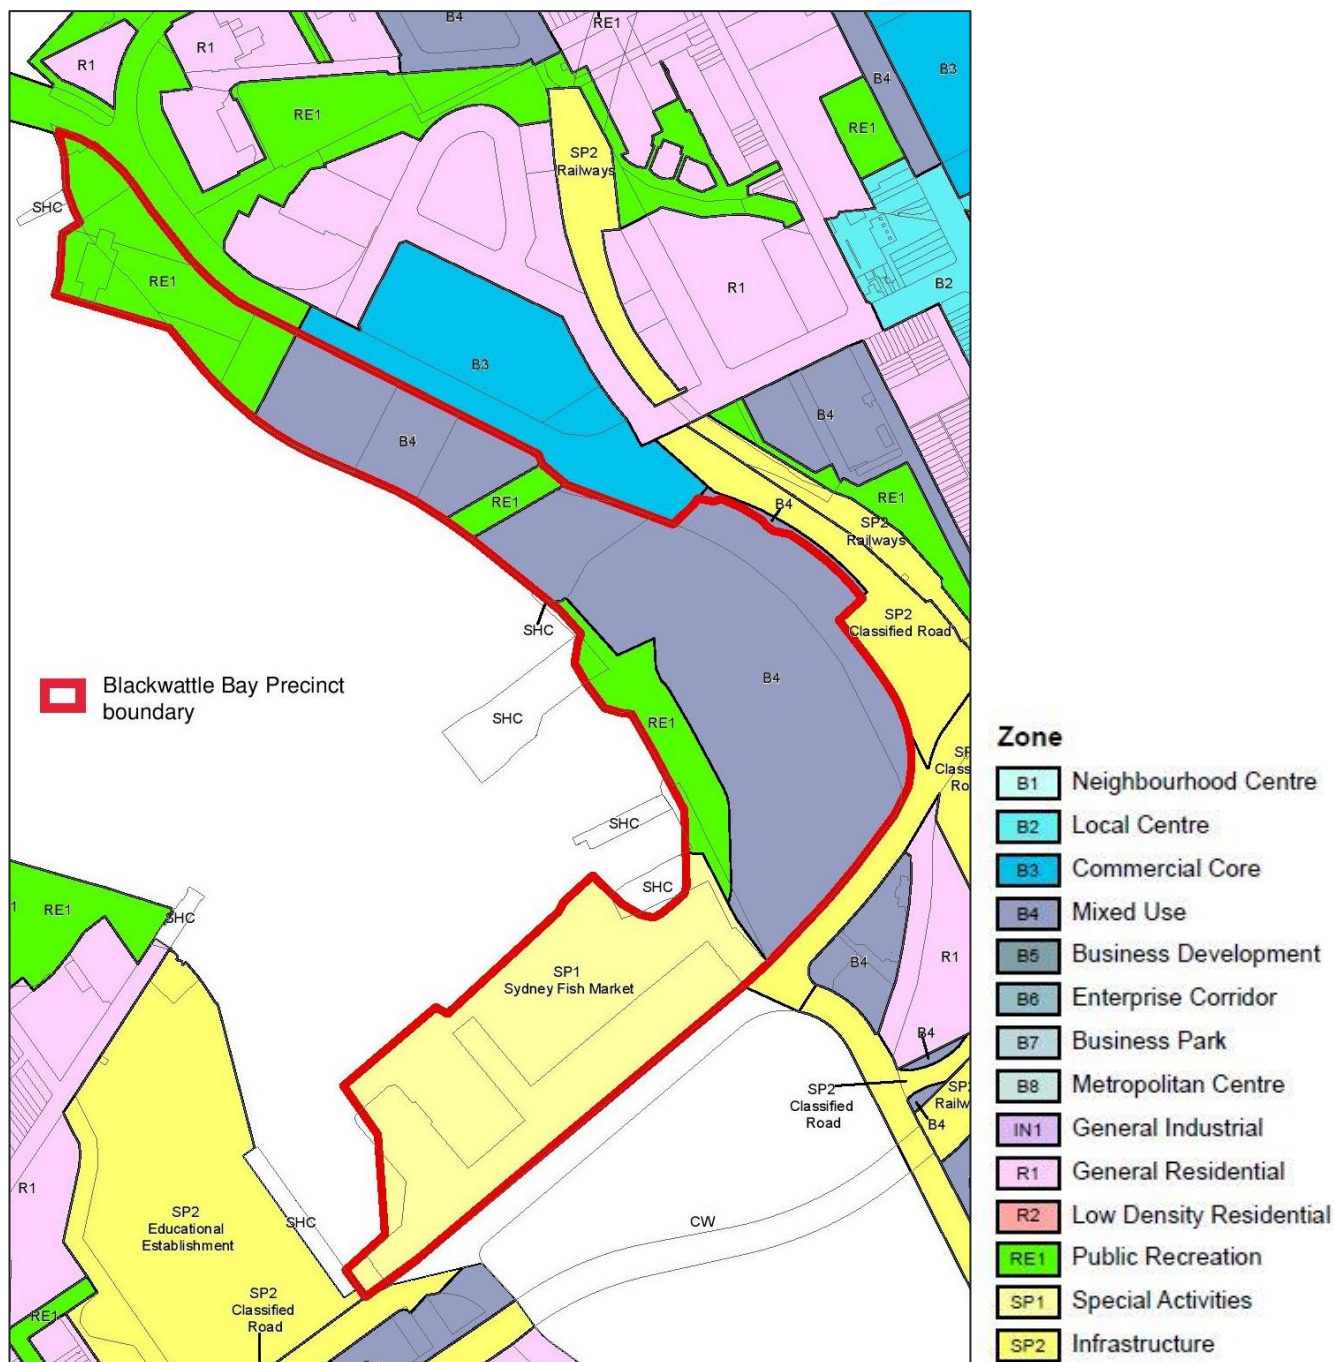 B4
RE1
R1
R1
B4
B3
RE1
RE1
SP2
Railways
SHC
RE1
R1
B2
B3
B4
B4
RE1
B4
RE1
SP2
Railways
SP2
Classified Road
SHC
Blackwattle Bay Precinct
boundary
SHC
B4
RE1
SHC
SHC
RE1
SHC
SP1
Sydney Fish Market
B4
R1
B4
SP2
Classified
Road
B4
R1
SP2
Educational
Establishment
SHC
CW
SP2
Classified
Road
RE1
Zone
B1 Neighbourhood Centre
B2 Local Centre
B3 Commercial Core
B4 Mixed Use
B5 Business Development
B6 Enterprise Corridor
B7 Business Park
B8 Metropolitan Centre
IN1 General Industrial
R1 General Residential
R2 Low Density Residential
RE1 Public Recreation
SP1 Special Activities
SP2 Infrastructure